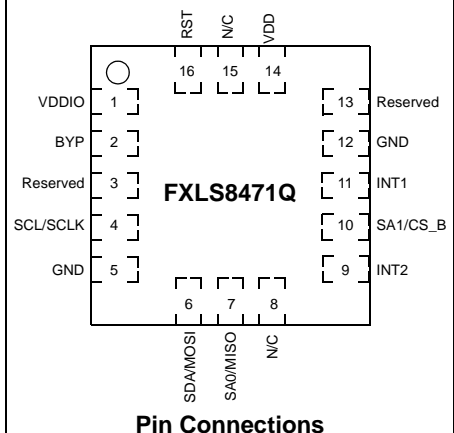 RST
N/C
VDD
16
15
14
VDDIO
1
13
Reserved
BYP
2
12
GND
Reserved
3
FXLS8471Q
11
INT1
SCL/SCLK
4
10
SA1/CS_B
GND
5
9
INT2
6
7
8
SDA/MOSI
SA0/MISO
N/C
Pin Connections